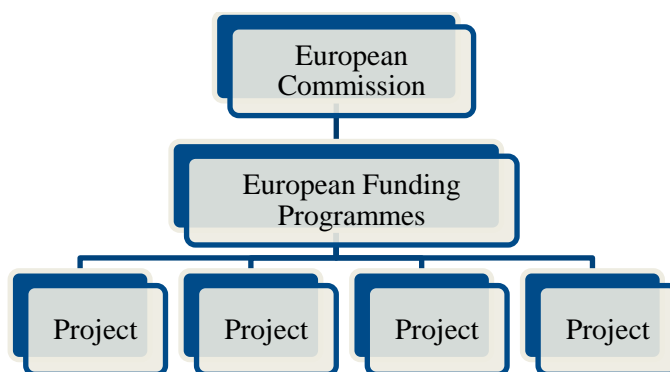 European
Commission
European Funding
Programmes
Project
Project
Project
Project